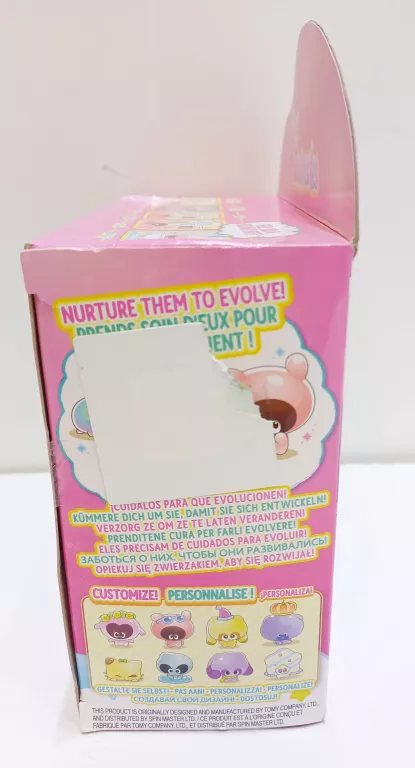 NURTURE THEM TO EVOLVE!
PRENDS SOIN D'EUX POUR
!
¡CUÍDALOS PARA QUE EVOLUCIONEN!
KÜMMERE DICH UM SIE, DAMIT SIE SICH ENTWICKELN!
VERZORG ZE OM ZE TE LATEN VERANDEREN!
PRENDITENE CURA PER FARLI EVOLVERE!
ELES PRECISAM DE CUIDADOS PARA EVOLUIR!
ЗАБОТЬСЯ О НИХ, ЧТОБЫ ОНИ РАЗВИВАЛИСЬ!
OPIEKUJ SIĘ ZWIERZAKIEM, ABY SIĘ ROZWIJAŁ!
CUSTOMIZE! PERSONNALISE ! ¡PERSONALIZA!
GESTALTE SIE SELBST! · PAS AAN! · PERSONALIZZA! · PERSONALIZE!
СОЗДАВАЙ СВОЙ ДИЗАЙН! · DOSTOSUJ!
THIS PRODUCT IS ORIGINALLY DESIGNED AND MANUFACTURED BY TOMY COMPANY, LTD.,
AND DISTRIBUTED BY SPIN MASTER LTD. / CE PRODUIT EST À L'ORIGINE CONÇU ET
FABRIQUÉ PAR TOMY COMPANY, LTD., ET DISTRIBUÉ PAR SPIN MASTER LTD.